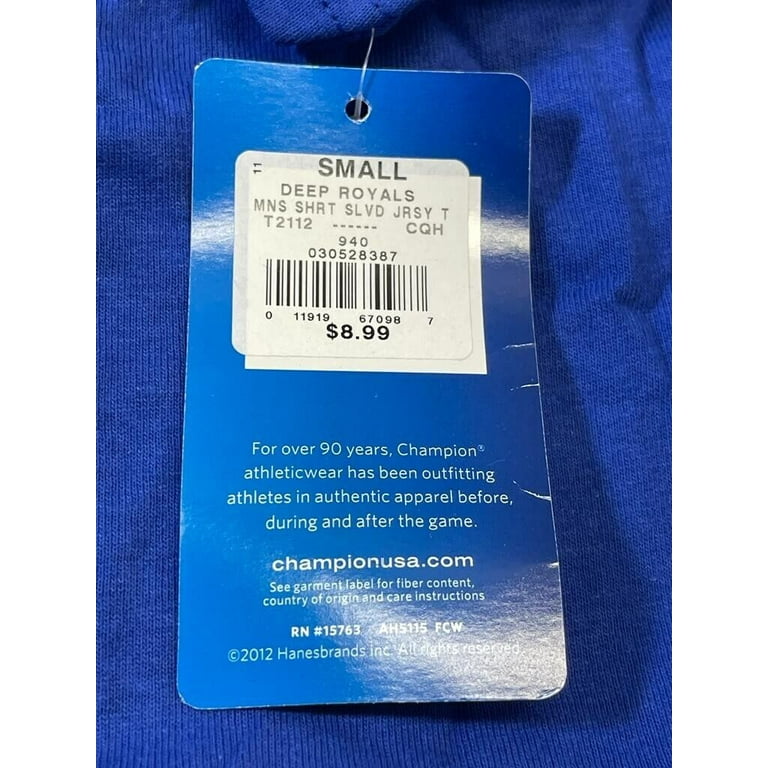 11
SMALL
DEEP ROYALS
MNS SHRT SLVD JRSY T
T2112 ------ CQH
940
030528387
0 11919 67098 7
$8.99
For over 90 years, Champion®
athleticwear has been outfitting
athletes in authentic apparel before,
during and after the game.
championusa.com
See garment label for fiber content,
country of origin and care instructions
RN #15763 AH5115 FCW
©2012 Hanesbrands Inc. All rights reserved.